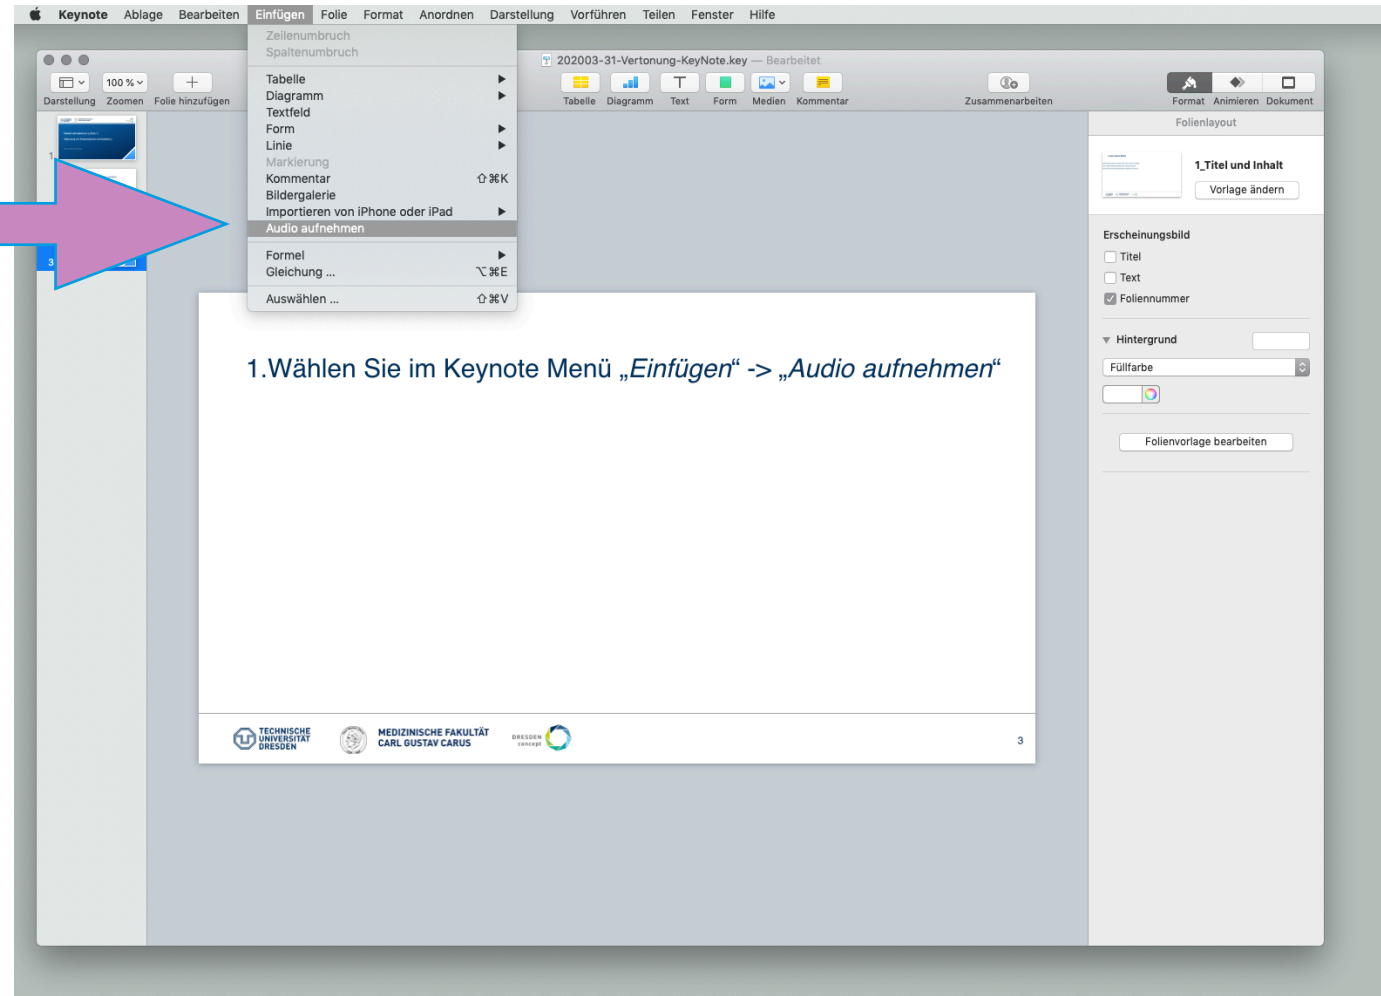 Keynote Ablage Bearbeiten Einfügen Folie Format Anordnen Darstellung Vorführen Teilen Fenster Hilfe
Zeilenumbruch
Spaltenumbruch
Tabelle
Diagramm
Textfeld
Form
Linie
Markierung
Kommentar ⇧⌘K
Bildergalerie
Importieren von iPhone oder iPad
Audio aufnehmen
Formel
Gleichung ... ⌥⌘E
Auswählen ... ⇧⌘V
202003-31-Vertonung-KeyNote.key — Bearbeitet
100 %
Darstellung Zoomen Folie hinzufügen Tabelle Diagramm Text Form Medien Kommentar Zusammenarbeiten Format Animieren Dokument
1
3
1.Wählen Sie im Keynote Menü „Einfügen“ -> „Audio aufnehmen“
TECHNISCHE
UNIVERSITÄT
DRESDEN
MEDIZINISCHE FAKULTÄT
CARL GUSTAV CARUS
DRESDEN
concept
3
Folienlayout
1_Titel und Inhalt
Vorlage ändern
Erscheinungsbild
Titel
Text
Foliennummer
Hintergrund
Füllfarbe
Folienvorlage bearbeiten